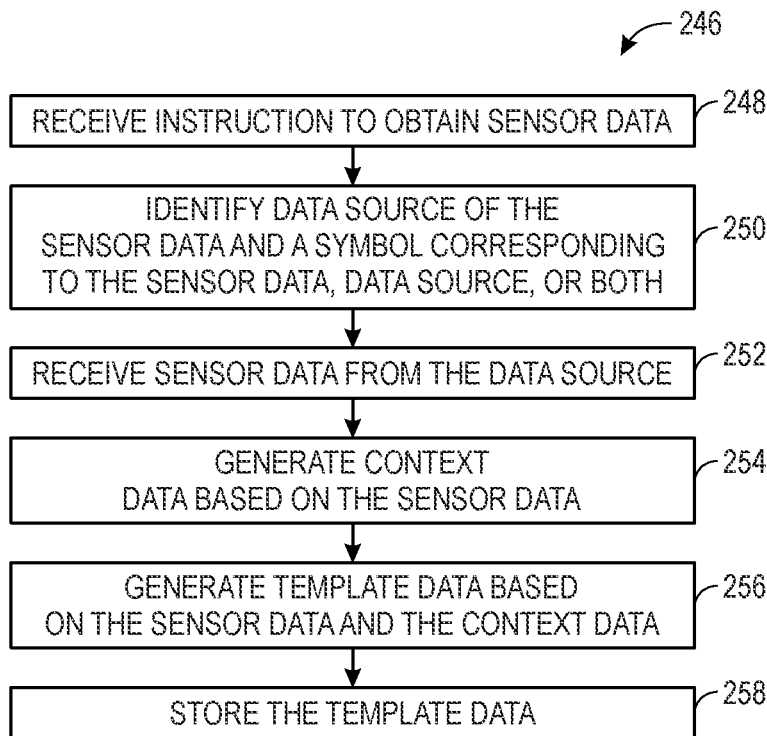 246
RECEIVE INSTRUCTION TO OBTAIN SENSOR DATA
248
IDENTIFY DATA SOURCE OF THE
SENSOR DATA AND A SYMBOL CORRESPONDING
TO THE SENSOR DATA, DATA SOURCE, OR BOTH
250
RECEIVE SENSOR DATA FROM THE DATA SOURCE
252
GENERATE CONTEXT
DATA BASED ON THE SENSOR DATA
254
GENERATE TEMPLATE DATA BASED
ON THE SENSOR DATA AND THE CONTEXT DATA
256
STORE THE TEMPLATE DATA
258